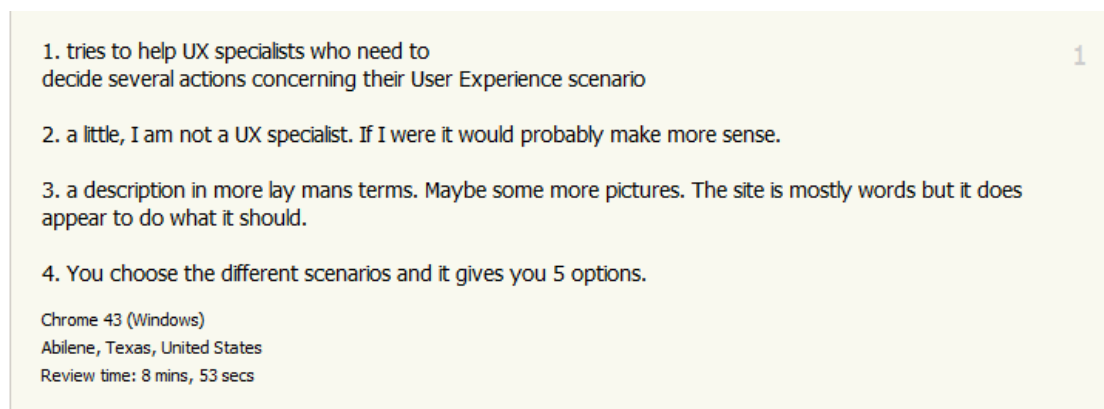 1. tries to help UX specialists who need to
1
decide several actions concerning their User Experience scenario
2. a little, I am not a UX specialist. If I were it would probably make more sense.
3. a description in more lay mans terms. Maybe some more pictures. The site is mostly words but it does
appear to do what it should.
4. You choose the different scenarios and it gives you 5 options.
Chrome 43 (Windows)
Abilene, Texas, United States
Review time: 8 mins, 53 secs